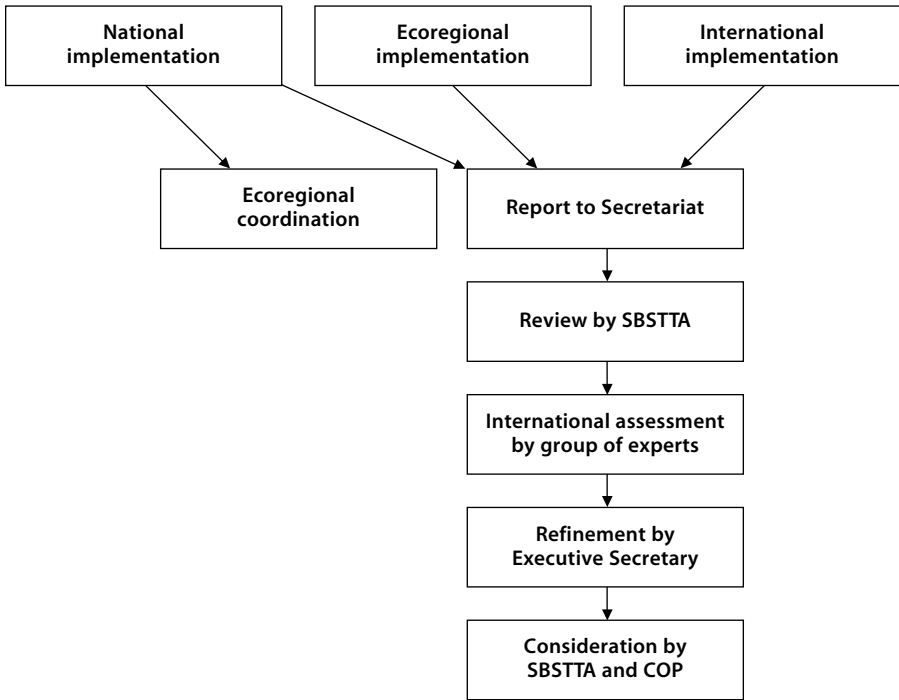 National
implementation
Ecoregional
implementation
International
implementation
Ecoregional
coordination
Report to Secretariat
Review by SBSTTA
International assessment
by group of experts
Refinement by
Executive Secretary
Consideration by
SBSTTA and COP